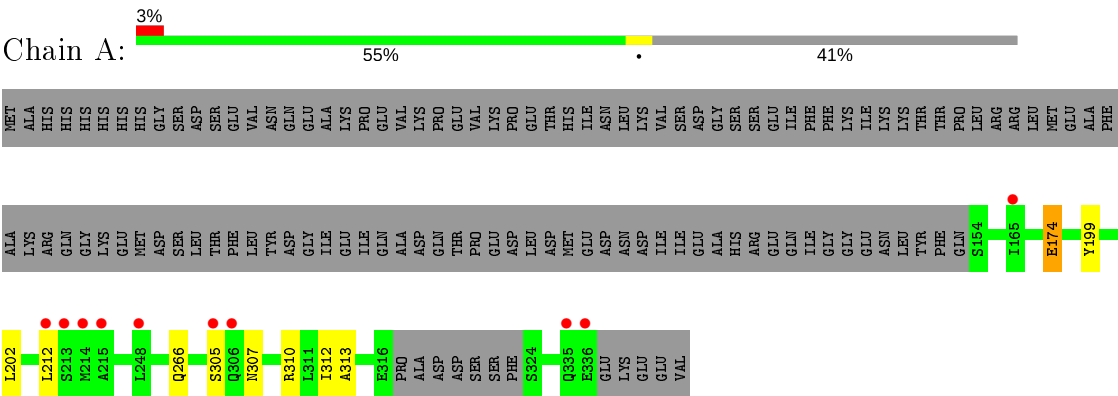 3%
Chain A:
55%
•
41%
MET ALA HIS HIS HIS HIS HIS HIS GLY SER ASP SER GLU VAL ASN GLN GLU ALA LYS PRO GLU VAL LYS PRO GLU VAL LYS PRO GLU THR HIS ILE ASN LEU LYS VAL SER ASP GLY SER SER GLU ILE PHE PHE LYS ILE LYS LYS THR THR PRO LEU ARG ARG LEU MET GLU ALA PHE
ALA LYS ARG GLN GLY LYS GLU MET ASP SER LEU THR PHE LEU TYR ASP GLY ILE GLU ILE GLN ALA ASP GLN THR PRO GLU ASP LEU ASP MET GLU ASP ASN ASP ILE ILE GLU ALA HIS ARG GLU GLN ILE GLY GLY GLU ASN LEU TYR PHE GLN S154 I165 E174 Y199
L202 L212 S213 M214 A215 L248 Q266 S305 Q306 N307 R310 L311 I312 A313 E316 PRO ALA ASP ASP SER SER PHE S324 Q335 E336 GLU LYS GLU GLU VAL